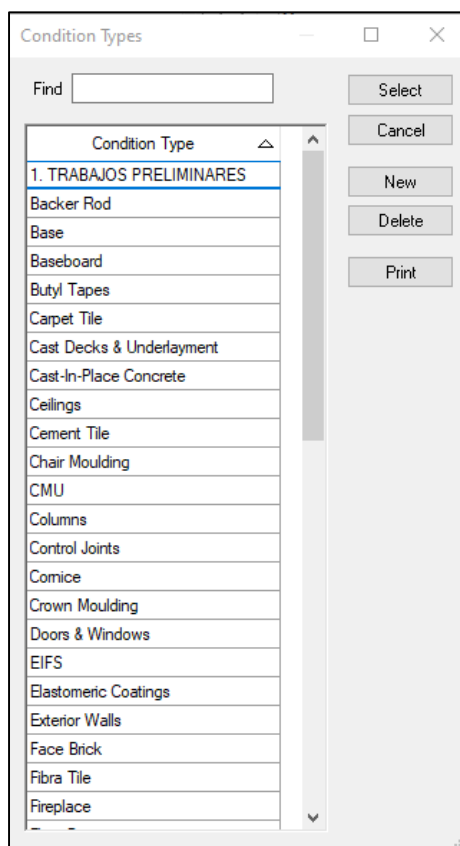 Condition Types
Find
Select
Cancel
New
Delete
Print
Condition Type
1. TRABAJOS PRELIMINARES
Backer Rod
Base
Baseboard
Butyl Tapes
Carpet Tile
Cast Decks & Underlayment
Cast-In-Place Concrete
Ceilings
Cement Tile
Chair Moulding
CMU
Columns
Control Joints
Cornice
Crown Moulding
Doors & Windows
EIFS
Elastomeric Coatings
Exterior Walls
Face Brick
Fibra Tile
Fireplace